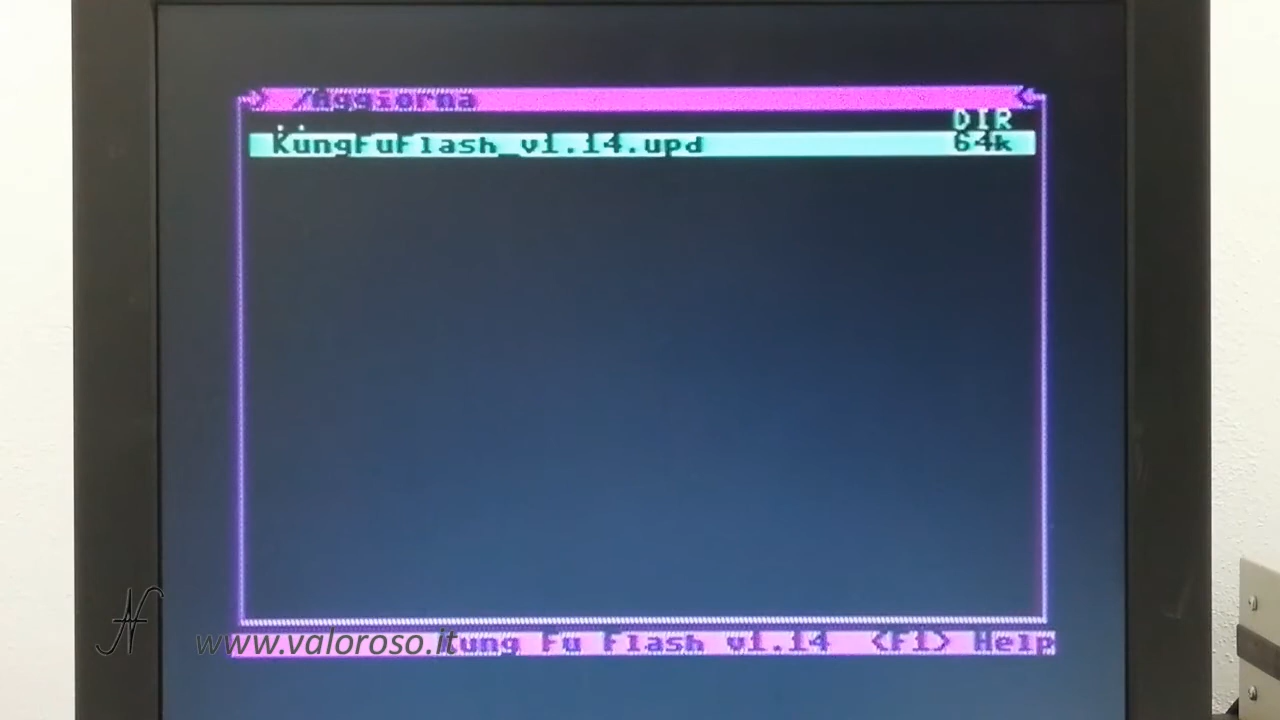 /Aggiorna
.. DIR
KungFuFlash_v1.14.upd 64k
www.valoroso.it
Kung Fu Flash v1.14 <F1> Help